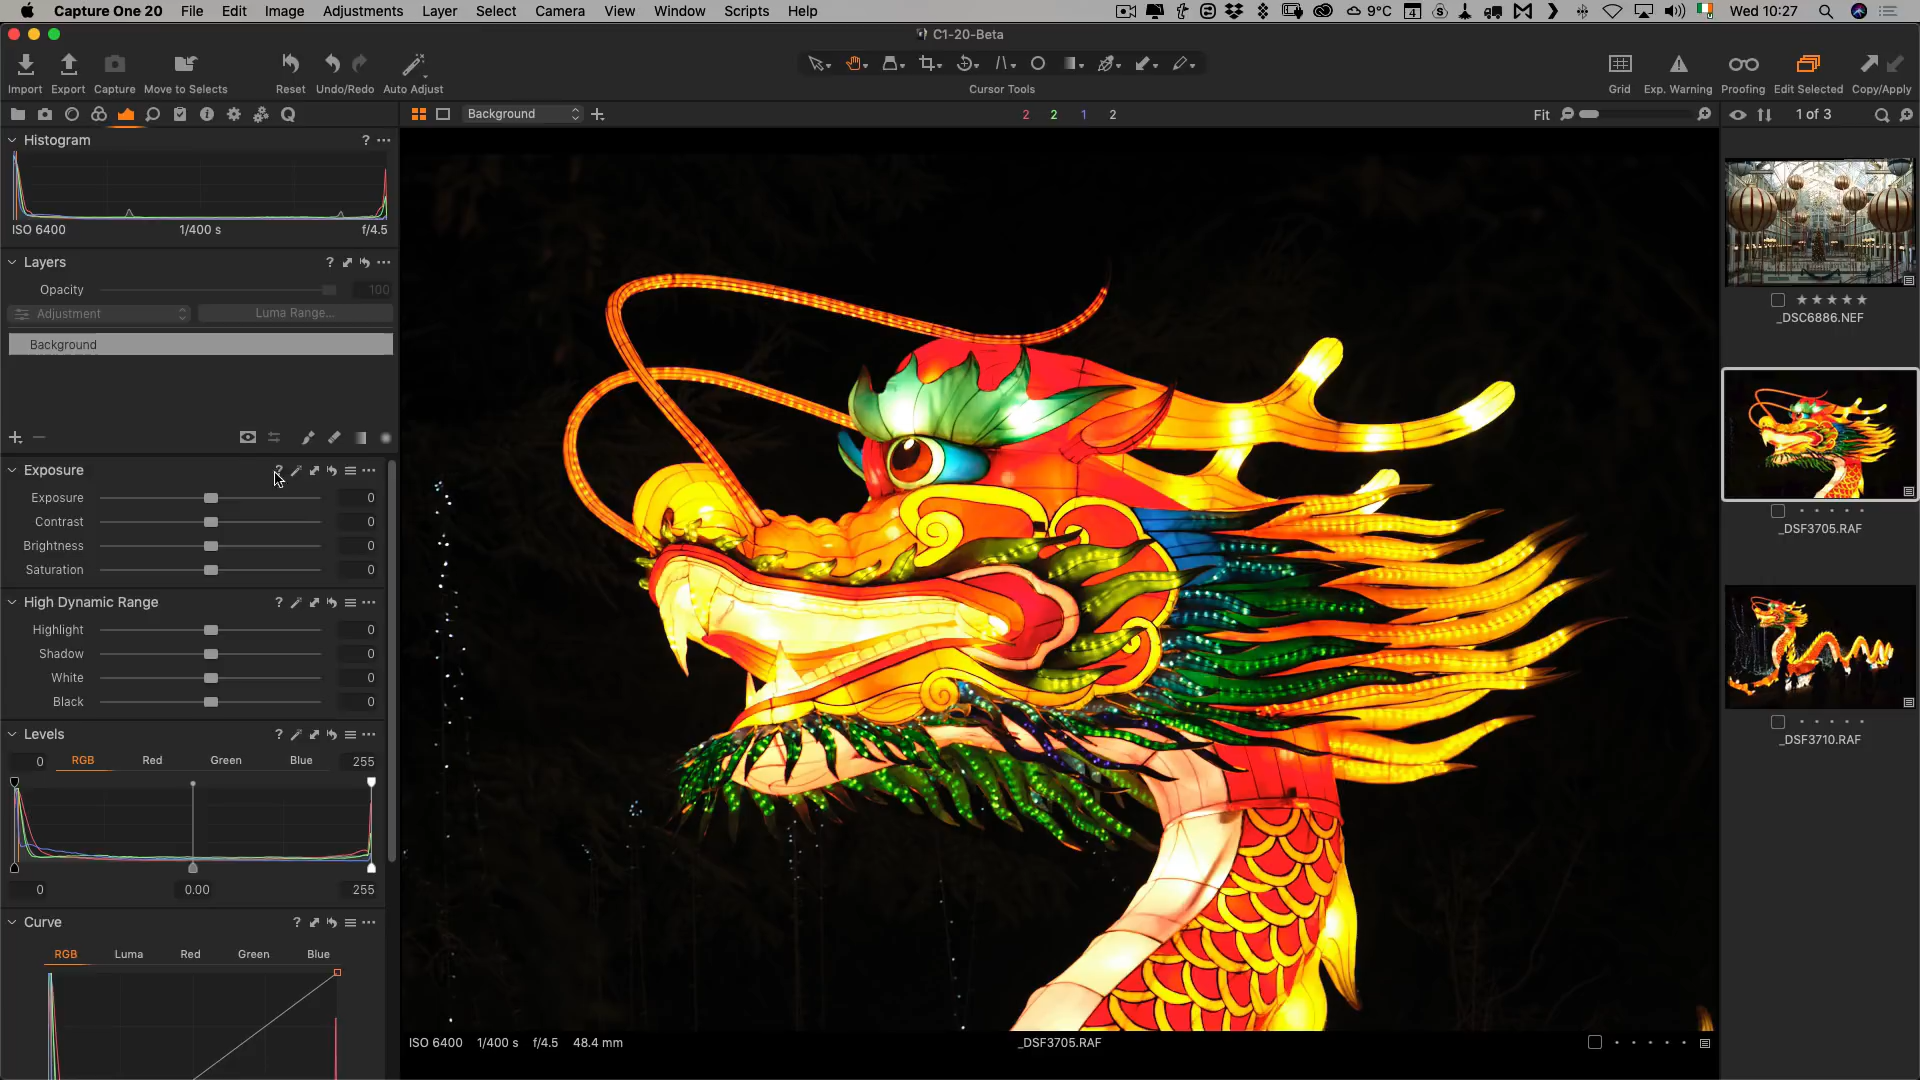 Capture One 20 File Edit Image Adjustments Layer Select Camera View Window Scripts Help 9°C 4 Wed 10:27
C1-20-Beta
Import Export Capture Move to Selects Reset Undo/Redo Auto Adjust Cursor Tools Grid Exp. Warning Proofing Edit Selected Copy/Apply
Background 2 2 1 2 Fit 1 of 3
Histogram ?
ISO 6400 1/400 s f/4.5
Layers ?
Opacity 100
Adjustment Luma Range...
Background
Exposure ?
Exposure 0
Contrast 0
Brightness 0
Saturation 0
High Dynamic Range ?
Highlight 0
Shadow 0
White 0
Black 0
Levels ?
0 RGB Red Green Blue 255
0 0.00 255
Curve ?
RGB Luma Red Green Blue
ISO 6400 1/400 s f/4.5 48.4 mm _DSF3705.RAF
_DSC6886.NEF
_DSF3705.RAF
_DSF3710.RAF